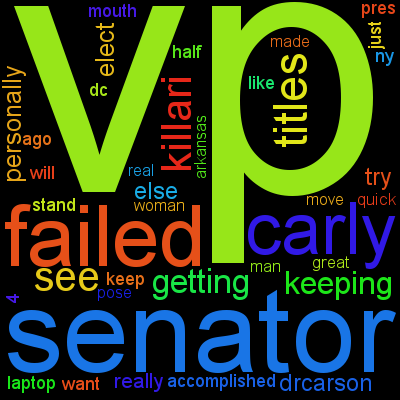 vp
mouth
pres
elect
just
ny
half
made
personally
dc
killari
like
titles
ago
arkansas
will
real
else
try
stand
woman
move
quick
failed
carly
see
keep
getting
man
great
keeping
pose
4
senator
laptop
want
really
accomplished
drcarson